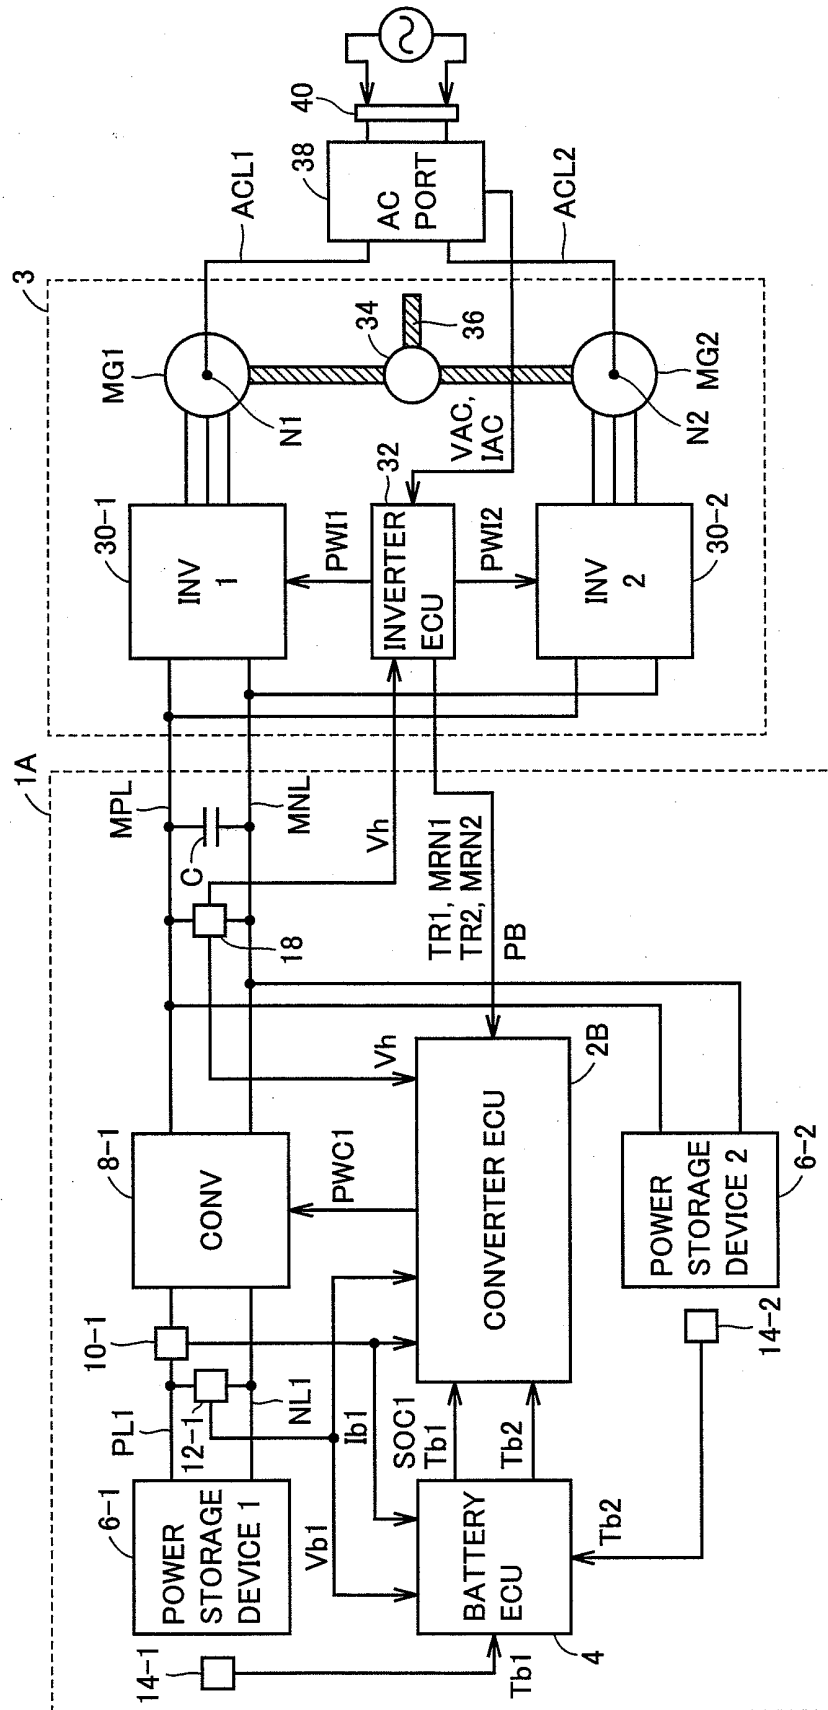 1A
3
14-1
Tb1
6-1
POWER
STORAGE
DEVICE 1
PL1
12-1
NL1
10-1
Vb1
Ib1
BATTERY
ECU
4
SOC1
Tb1
Tb2
Tb2
14-2
8-1
CONV
PWC1
CONVERTER ECU
2B
POWER
STORAGE
DEVICE 2
6-2
Vh
18
C
MPL
MNL
Vh
TR1, MRN1
TR2, MRN2
PB
30-1
INV
1
PWI1
INVERTER
ECU
32
PWI2
INV
2
30-2
VAC,
IAC
MG1
N1
34
36
N2
MG2
ACL1
ACL2
38
AC
PORT
40